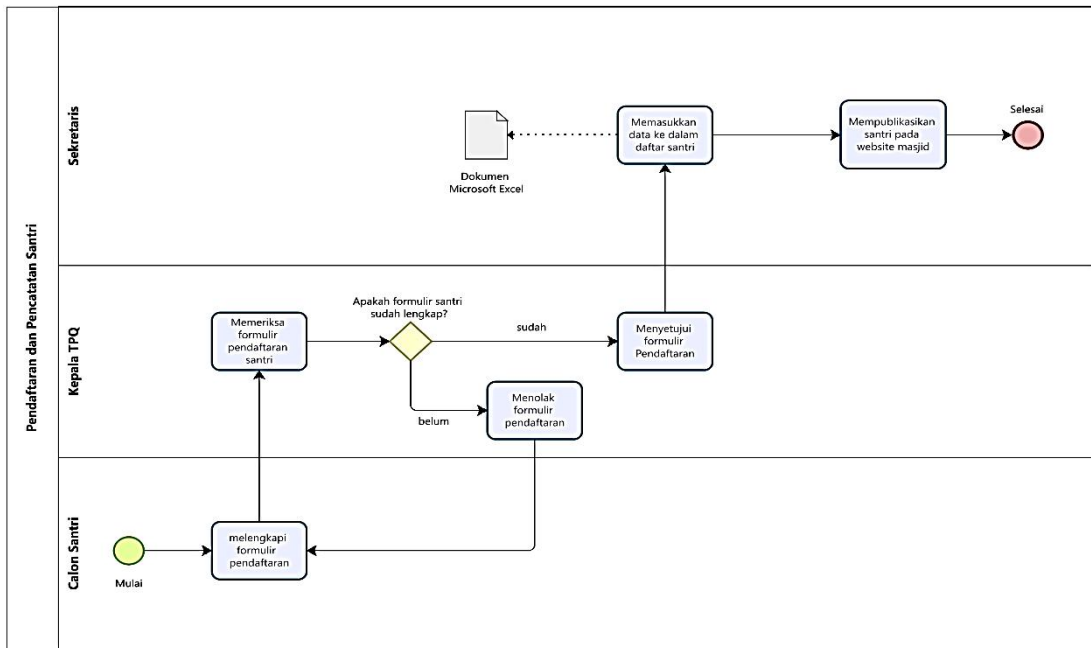 Pendaftaran dan Pencatatan Santri
Sekretaris
Dokumen
Microsoft Excel
Memasukkan
data ke dalam
daftar santri
Mempublikasikan
santri pada
website masjid
Selesai
Kepala TPQ
Memeriksa
formulir
pendaftaran
santri
Apakah formulir santri
sudah lengkap?
sudah
belum
Menyetujui
formulir
Pendaftaran
Menolak
formulir
pendaftaran
Calon Santri
Mulai
melengkapi
formulir
pendaftaran